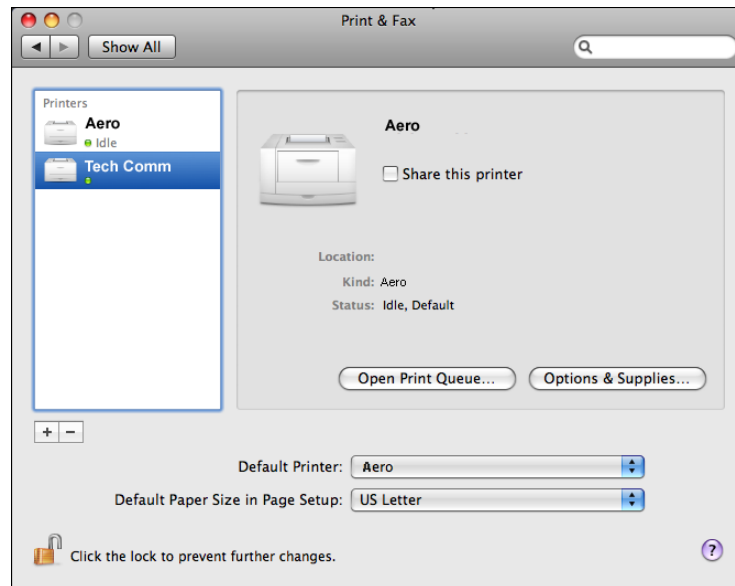 Print & Fax
Show All
Printers
Aero
Idle
Tech Comm
Aero
Share this printer
Location:
Kind: Aero
Status: Idle, Default
Open Print Queue... Options & Supplies...
+ −
Default Printer: Aero
Default Paper Size in Page Setup: US Letter
Click the lock to prevent further changes. ?